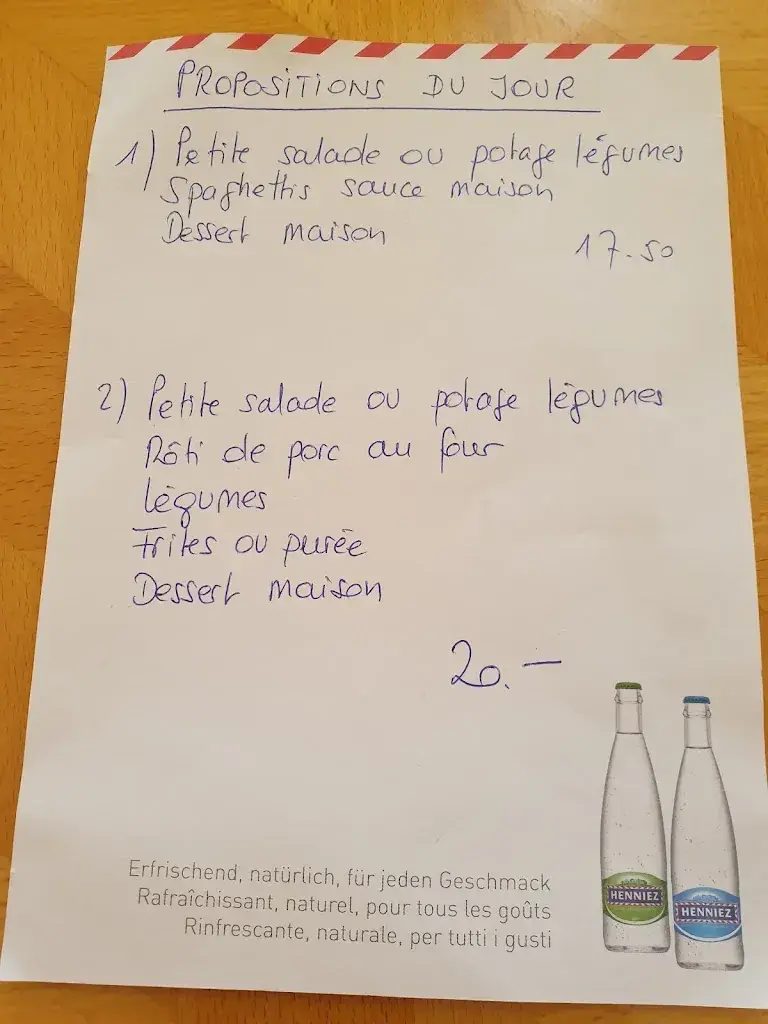 PROPOSITIONS DU JOUR
1) Petite salade ou potage légumes
Spaghettis sauce maison
Dessert maison
17.50
2) Petite salade ou potage légumes
Rôti de porc au four
légumes
Frites ou purée
Dessert maison
20.—
Erfrischend, natürlich, für jeden Geschmack
Rafraîchissant, naturel, pour tous les goûts
Rinfrescante, naturale, per tutti i gusti
HENNIEZ
HENNIEZ